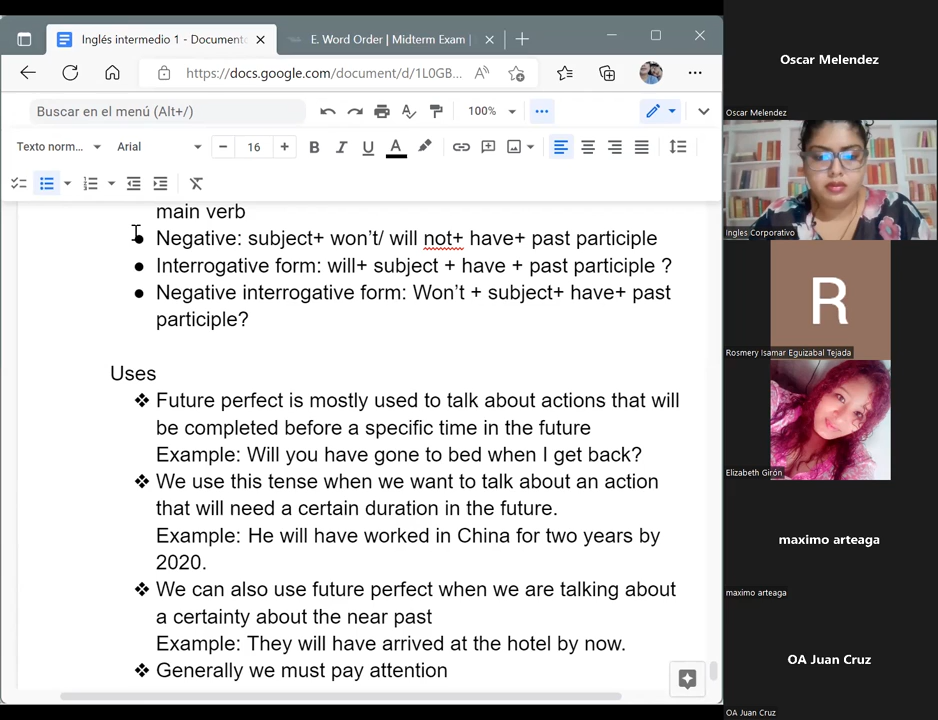 Inglés intermedio 1 - Documento
E. Word Order | Midterm Exam |
https://docs.google.com/document/d/1L0GB...
Buscar en el menú (Alt+/)
100%
Texto norm...
Arial
16
main verb
● Negative: subject+ won't/ will not+ have+ past participle
● Interrogative form: will+ subject + have + past participle ?
● Negative interrogative form: Won't + subject+ have+ past
participle?
Uses
❖ Future perfect is mostly used to talk about actions that will
be completed before a specific time in the future
Example: Will you have gone to bed when I get back?
❖ We use this tense when we want to talk about an action
that will need a certain duration in the future.
Example: He will have worked in China for two years by
2020.
❖ We can also use future perfect when we are talking about
a certainty about the near past
Example: They will have arrived at the hotel by now.
❖ Generally we must pay attention
Oscar Melendez
Oscar Melendez
Ingles Corporativo
R
Rosmery Isamar Eguizabal Tejada
Elizabeth Girón
maximo arteaga
maximo arteaga
OA Juan Cruz
OA Juan Cruz